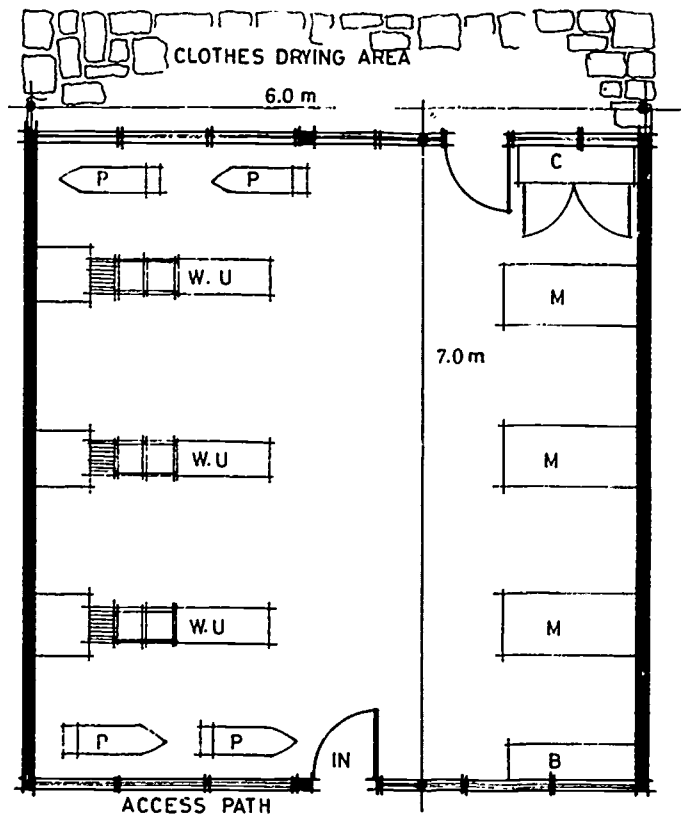 CLOTHES DRYING AREA
6.0 m
C
P P
W. U M
7.0 m
W.U M
W.U M
P P IN B
ACCESS PATH